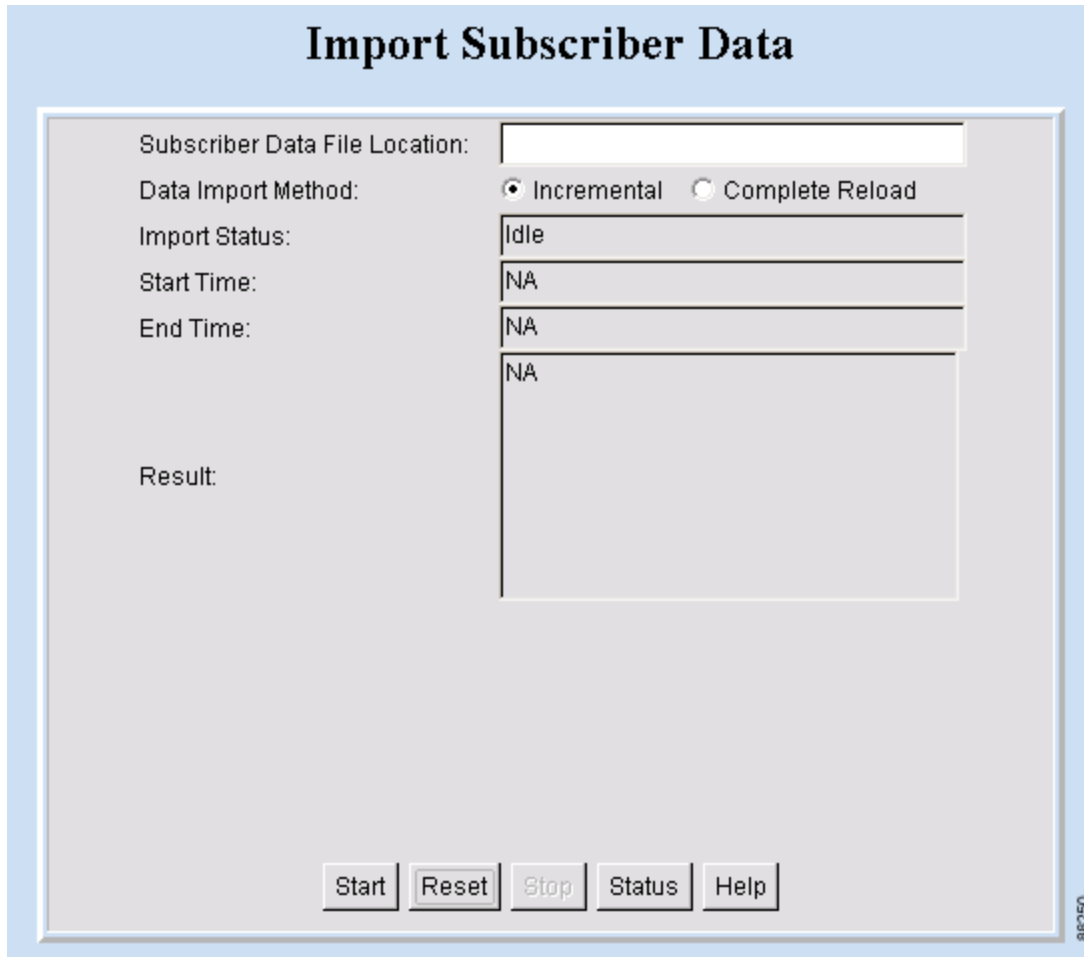 Import Subscriber Data
Subscriber Data File Location:
Data Import Method: Incremental Complete Reload
Import Status: Idle
Start Time: NA
End Time: NA
NA
Result:
Start Reset Stop Status Help
88250